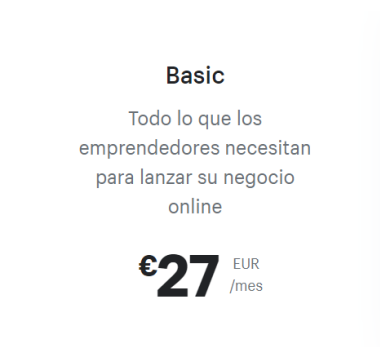 Basic
Todo lo que los
emprendedores necesitan
para lanzar su negocio
online
€27 EUR
/mes